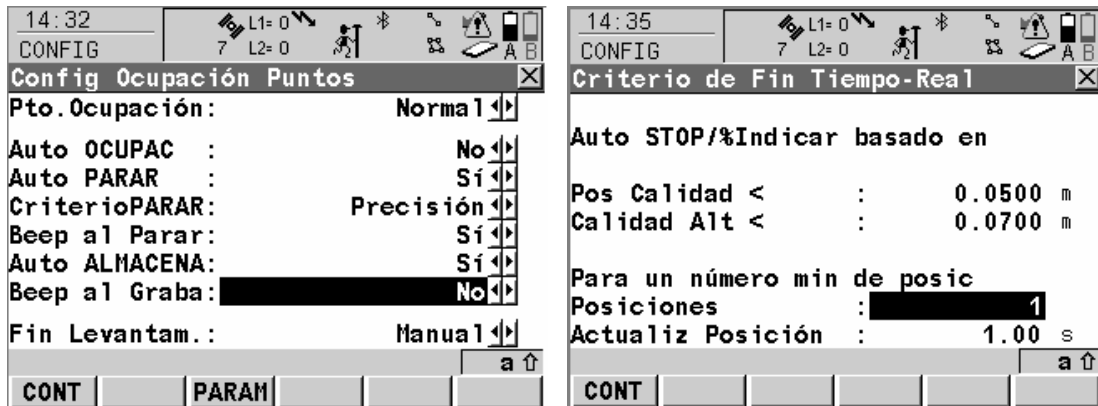 14:32
CONFIG
L1= 0
7 L2= 0
A B
Config Ocupación Puntos
Pto.Ocupación: Normal
Auto OCUPAC : No
Auto PARAR : Sí
CriterioPARAR: Precisión
Beep al Parar: Sí
Auto ALMACENA: Sí
Beep al Graba: No
Fin Levantam.: Manual
a
CONT PARAM
14:35
CONFIG
L1= 0
7 L2= 0
A B
Criterio de Fin Tiempo-Real
Auto STOP/%Indicar basado en
Pos Calidad < : 0.0500 m
Calidad Alt < : 0.0700 m
Para un número min de posic
Posiciones : 1
Actualiz Posición : 1.00 s
a
CONT